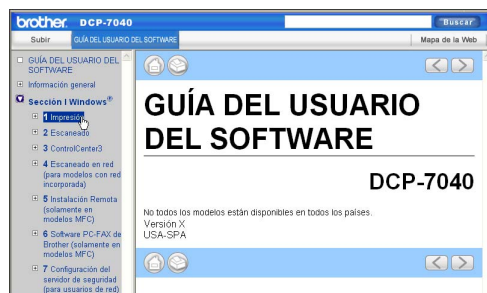 brother. DCP-7040
Buscar
Subir
GUÍA DEL USUARIO DEL SOFTWARE
Mapa de la Web
GUÍA DEL USUARIO DEL
SOFTWARE
Información general
Sección I Windows®
1 Impresión
2 Escaneado
3 ControlCenter3
4 Escaneado en red
(para modelos con red
incorporada)
5 Instalación Remota
(solamente en
modelos MFC)
6 Software PC-FAX de
Brother (solamente en
modelos MFC)
7 Configuración del
servidor de seguridad
(para usuarios de red)
GUÍA DEL USUARIO
DEL SOFTWARE
DCP-7040
No todos los modelos están disponibles en todos los países.
Versión X
USA-SPA